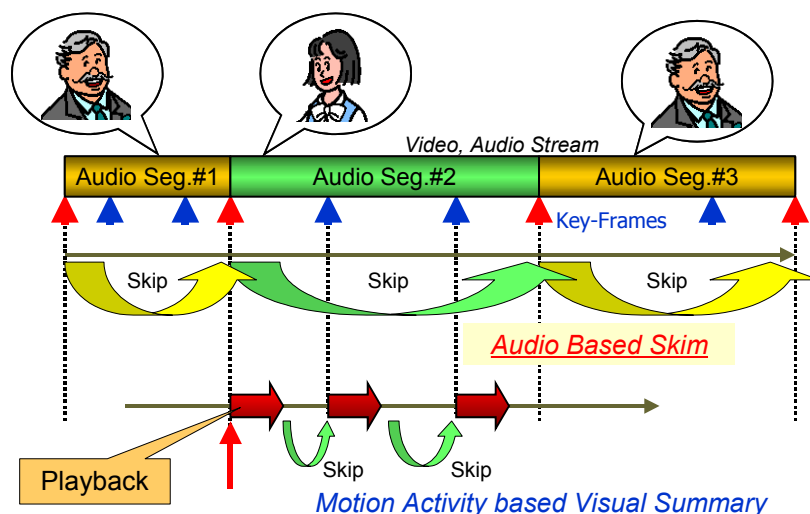 Video, Audio Stream
Audio Seg.#1
Audio Seg.#2
Audio Seg.#3
Key-Frames
Skip
Skip
Skip
Audio Based Skim
Playback
Skip
Skip
Motion Activity based Visual Summary